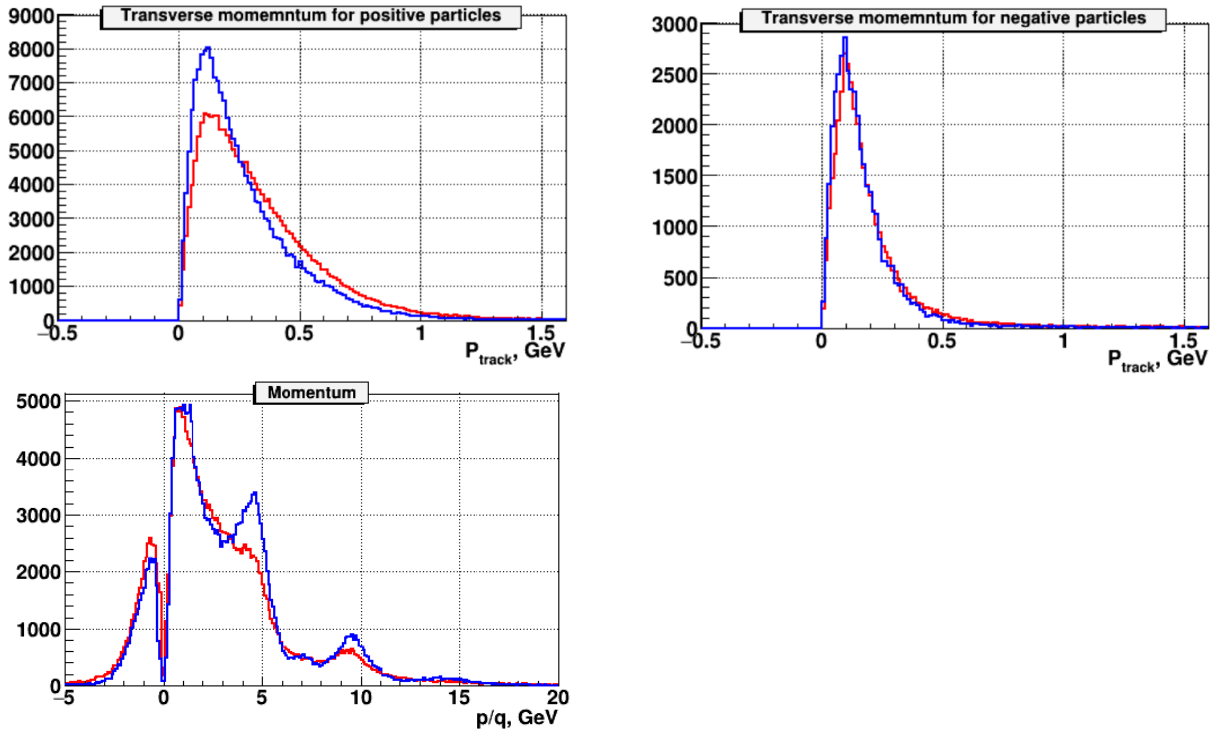 Transverse momemntum for positive particles
9000
8000
7000
6000
5000
4000
3000
2000
1000
0
−0.5 0 0.5 1 1.5
P_track, GeV
Transverse momemntum for negative particles
3000
2500
2000
1500
1000
500
0
−0.5 0 0.5 1 1.5
P_track, GeV
Momentum
5000
4000
3000
2000
1000
0
−5 0 5 10 15 20
p/q, GeV